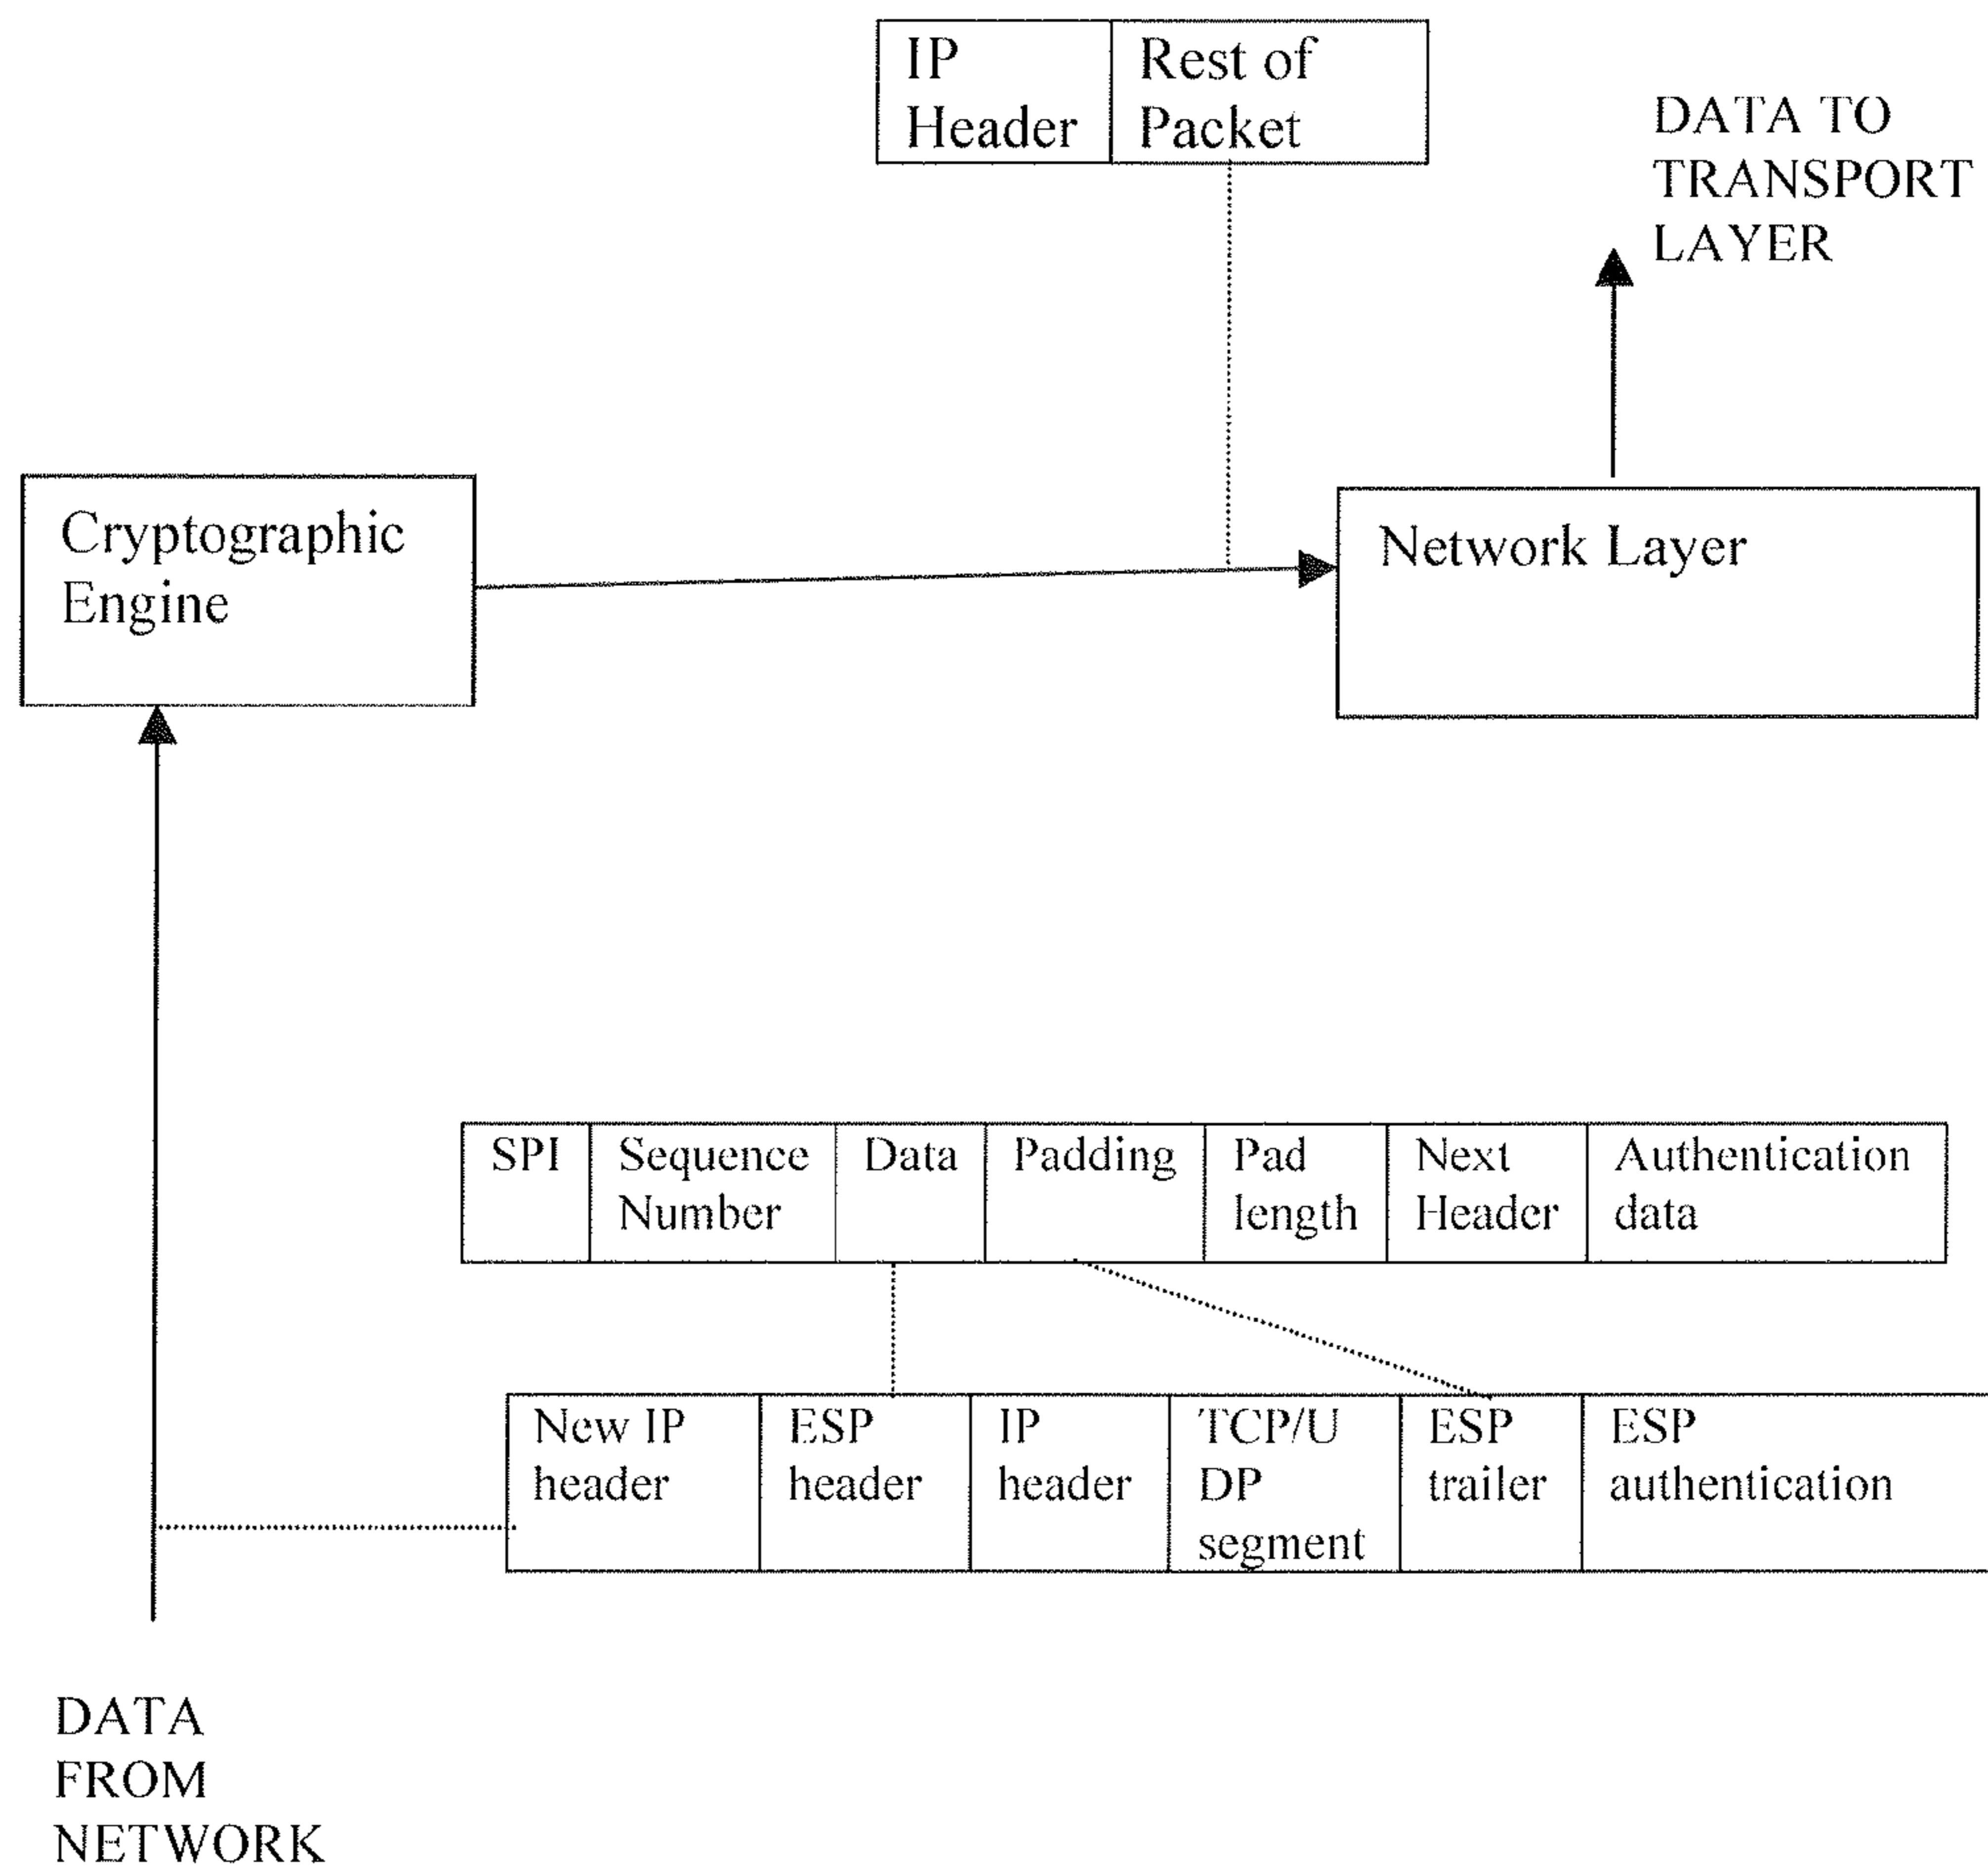 IP Header
Rest of Packet
DATA TO
TRANSPORT
LAYER
Cryptographic
Engine
Network Layer
SPI
Sequence
Number
Data
Padding
Pad
length
Next
Header
Authentication
data
New IP
header
ESP
header
IP
header
TCP/U
DP
segment
ESP
trailer
ESP
authentication
DATA
FROM
NETWORK